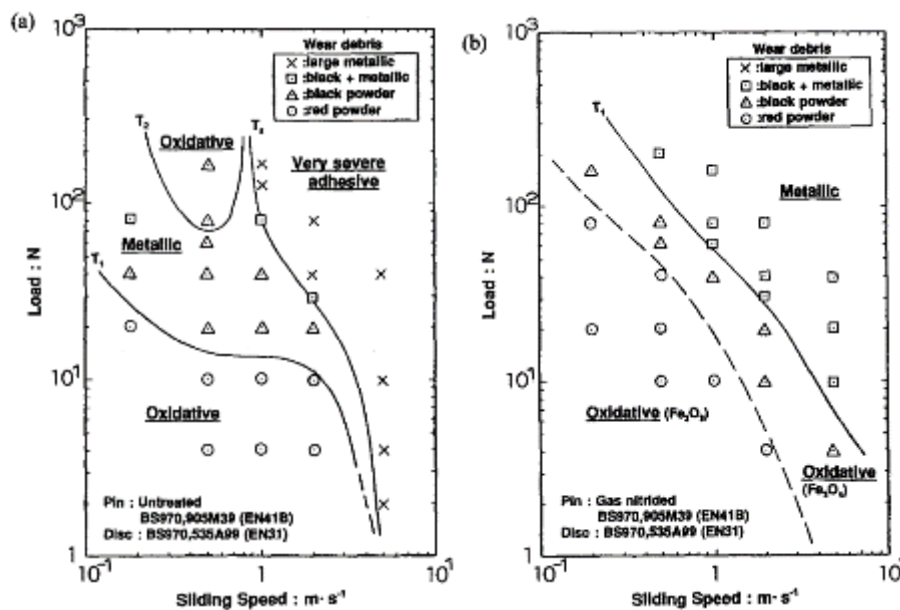 (a)
10³
Wear debris
× :large metallic
⊡ :black + metallic
△ :black powder
○ :red powder
T₂
Oxidative
Very severe
adhesive
10²
Metallic
T₁
Load : N
10¹
Oxidative
Pin : Untreated
BS970,905M39 (EN41B)
Disc : BS970,535A99 (EN31)
1
10⁻¹
1
10¹
Sliding Speed : m· s⁻¹
(b)
10³
Wear debris
× :large metallic
⊡ :black + metallic
△ :black powder
○ :red powder
T₁
Metallic
10²
Load : N
10¹
Oxidative (Fe₂O₃)
Oxidative
Pin : Gas nitrided
BS970,905M39 (EN41B)
Disc : BS970,535A99 (EN31)
1
10⁻¹
1
10¹
Sliding Speed : m· s⁻¹